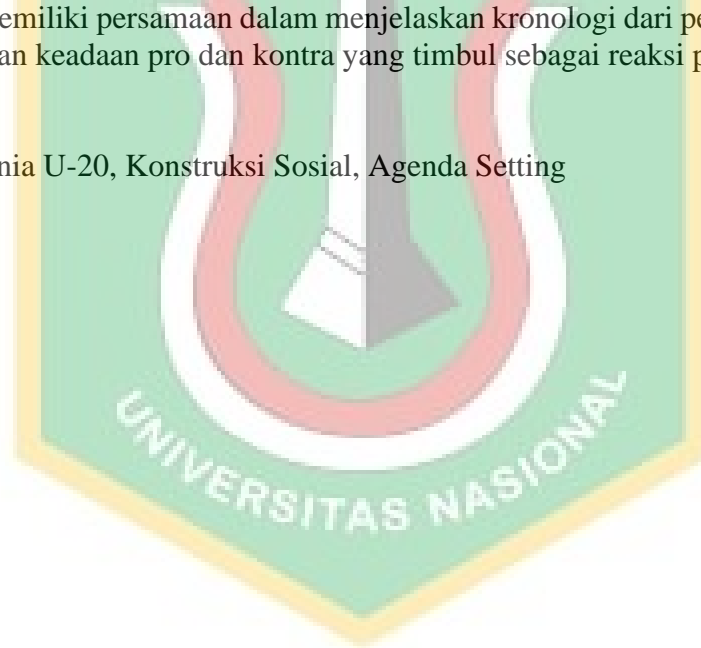 emiliki persamaan dalam menjelaskan kronologi dari pe
an keadaan pro dan kontra yang timbul sebagai reaksi p
nia U-20, Konstruksi Sosial, Agenda Setting
UNIVERSITAS NASIONAL